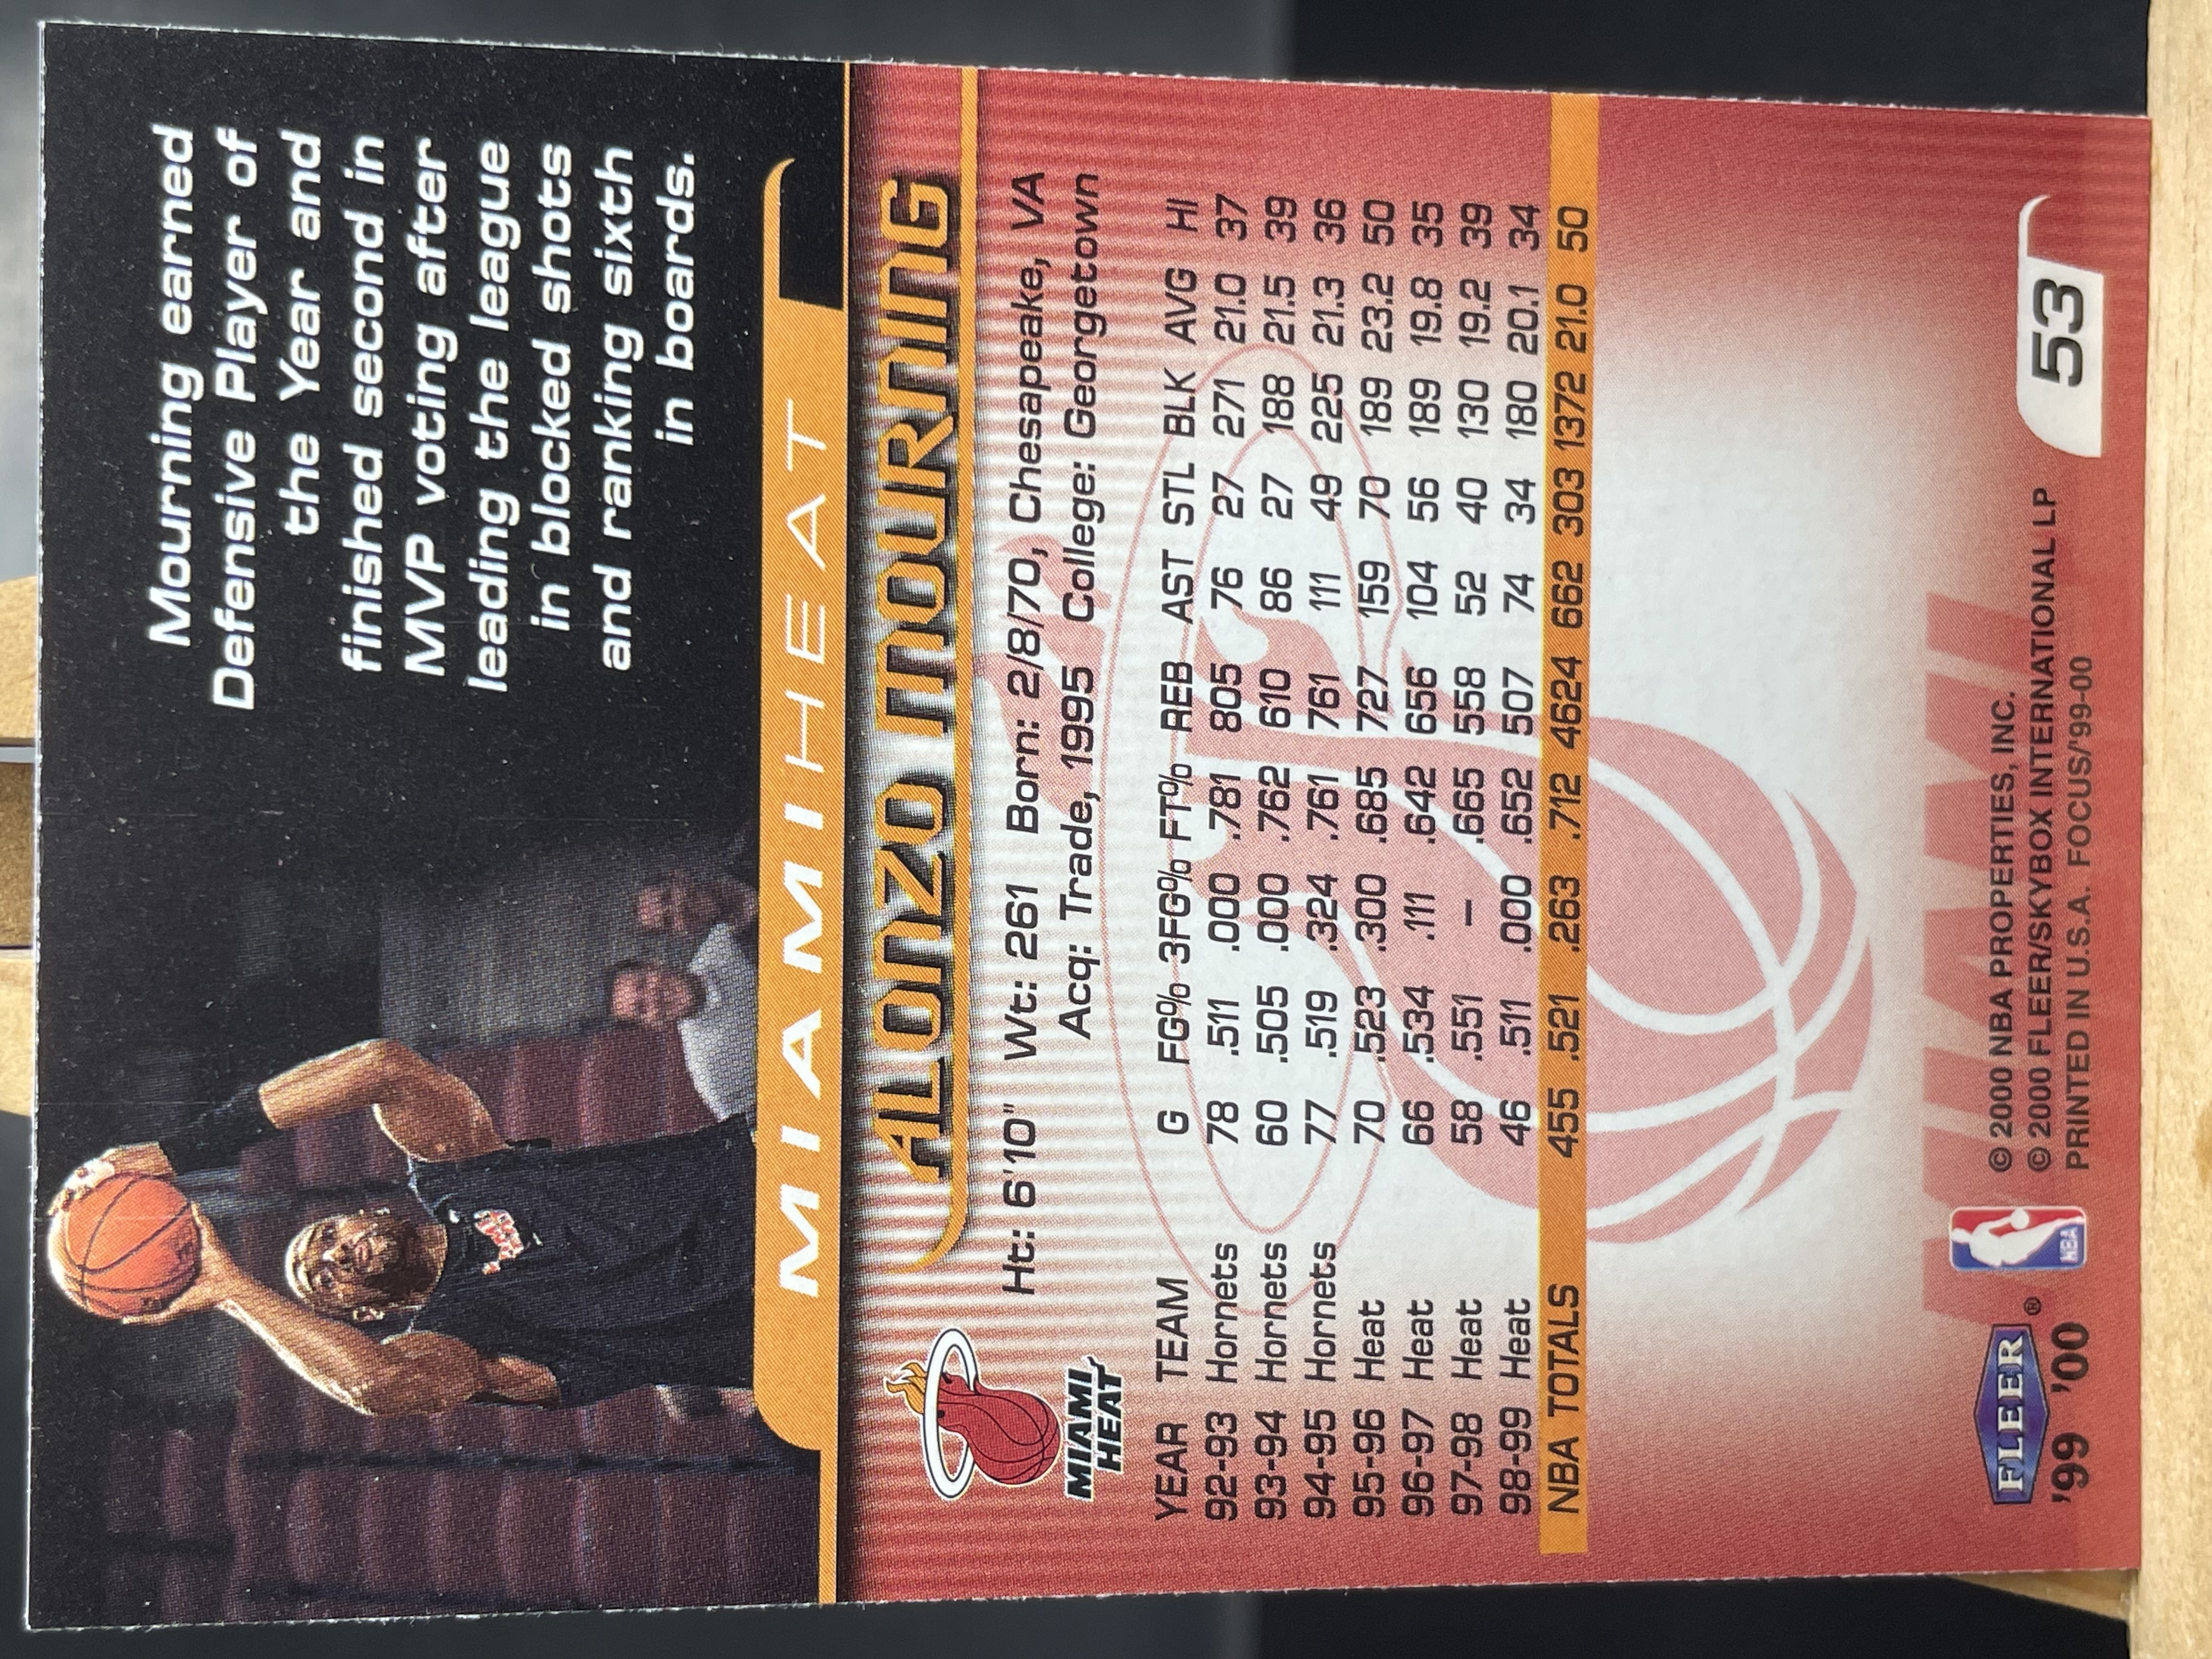 Mourning earned
Defensive Player of
the Year and
finished second in
MVP voting after
leading the league
in blocked shots
and ranking sixth
in boards.
MIAMI HEAT
ALONZO MOURNING
MIAMI
HEAT
Ht: 6'10" Wt: 261 Born: 2/8/70, Chesapeake, VA
Acq: Trade, 1995 College: Georgetown
YEAR TEAM G FG% 3FG% FT% REB AST STL BLK AVG HI
92-93 Hornets 78 .511 .000 .781 805 76 27 271 21.0 37
93-94 Hornets 60 .505 .000 .762 610 86 27 188 21.5 39
94-95 Hornets 77 .519 .324 .761 761 111 49 225 21.3 36
95-96 Heat 70 .523 .300 .685 727 159 70 189 23.2 50
96-97 Heat 66 .534 .111 .642 656 104 56 189 19.8 35
97-98 Heat 58 .551 – .665 558 52 40 130 19.2 39
98-99 Heat 46 .511 .000 .652 507 74 34 180 20.1 34
NBA TOTALS 455 .521 .263 .712 4624 662 303 1372 21.0 50
MIAMI
FLEER ®
'99 '00
NBA
© 2000 NBA PROPERTIES, INC.
© 2000 FLEER/SKYBOX INTERNATIONAL LP
PRINTED IN U.S.A. FOCUS/'99-00
53